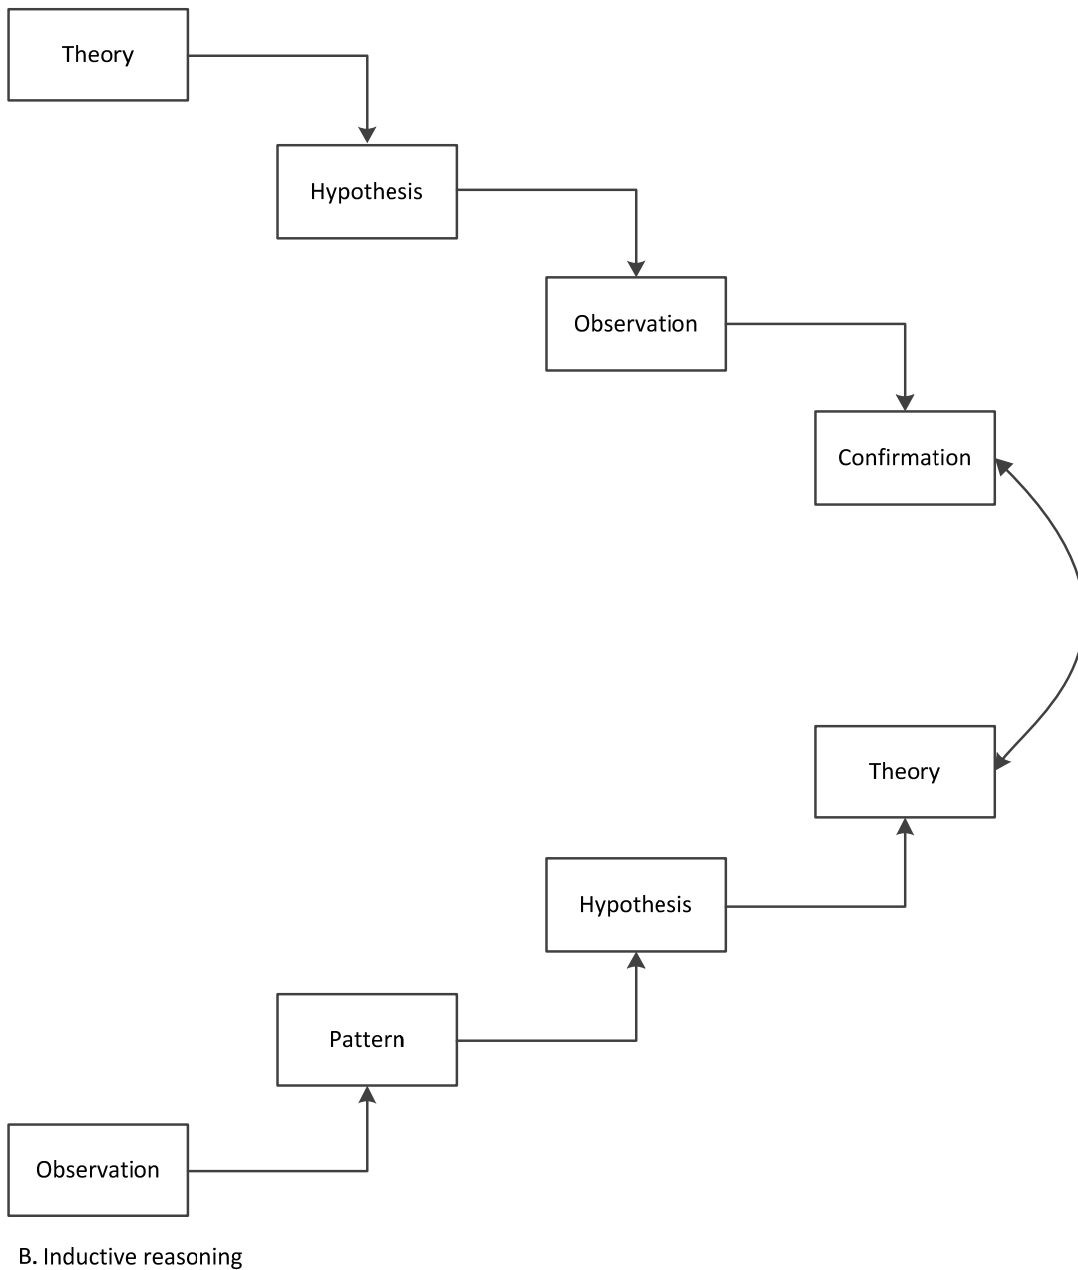 Theory
Hypothesis
Observation
Confirmation
Theory
Hypothesis
Pattern
Observation
B. Inductive reasoning